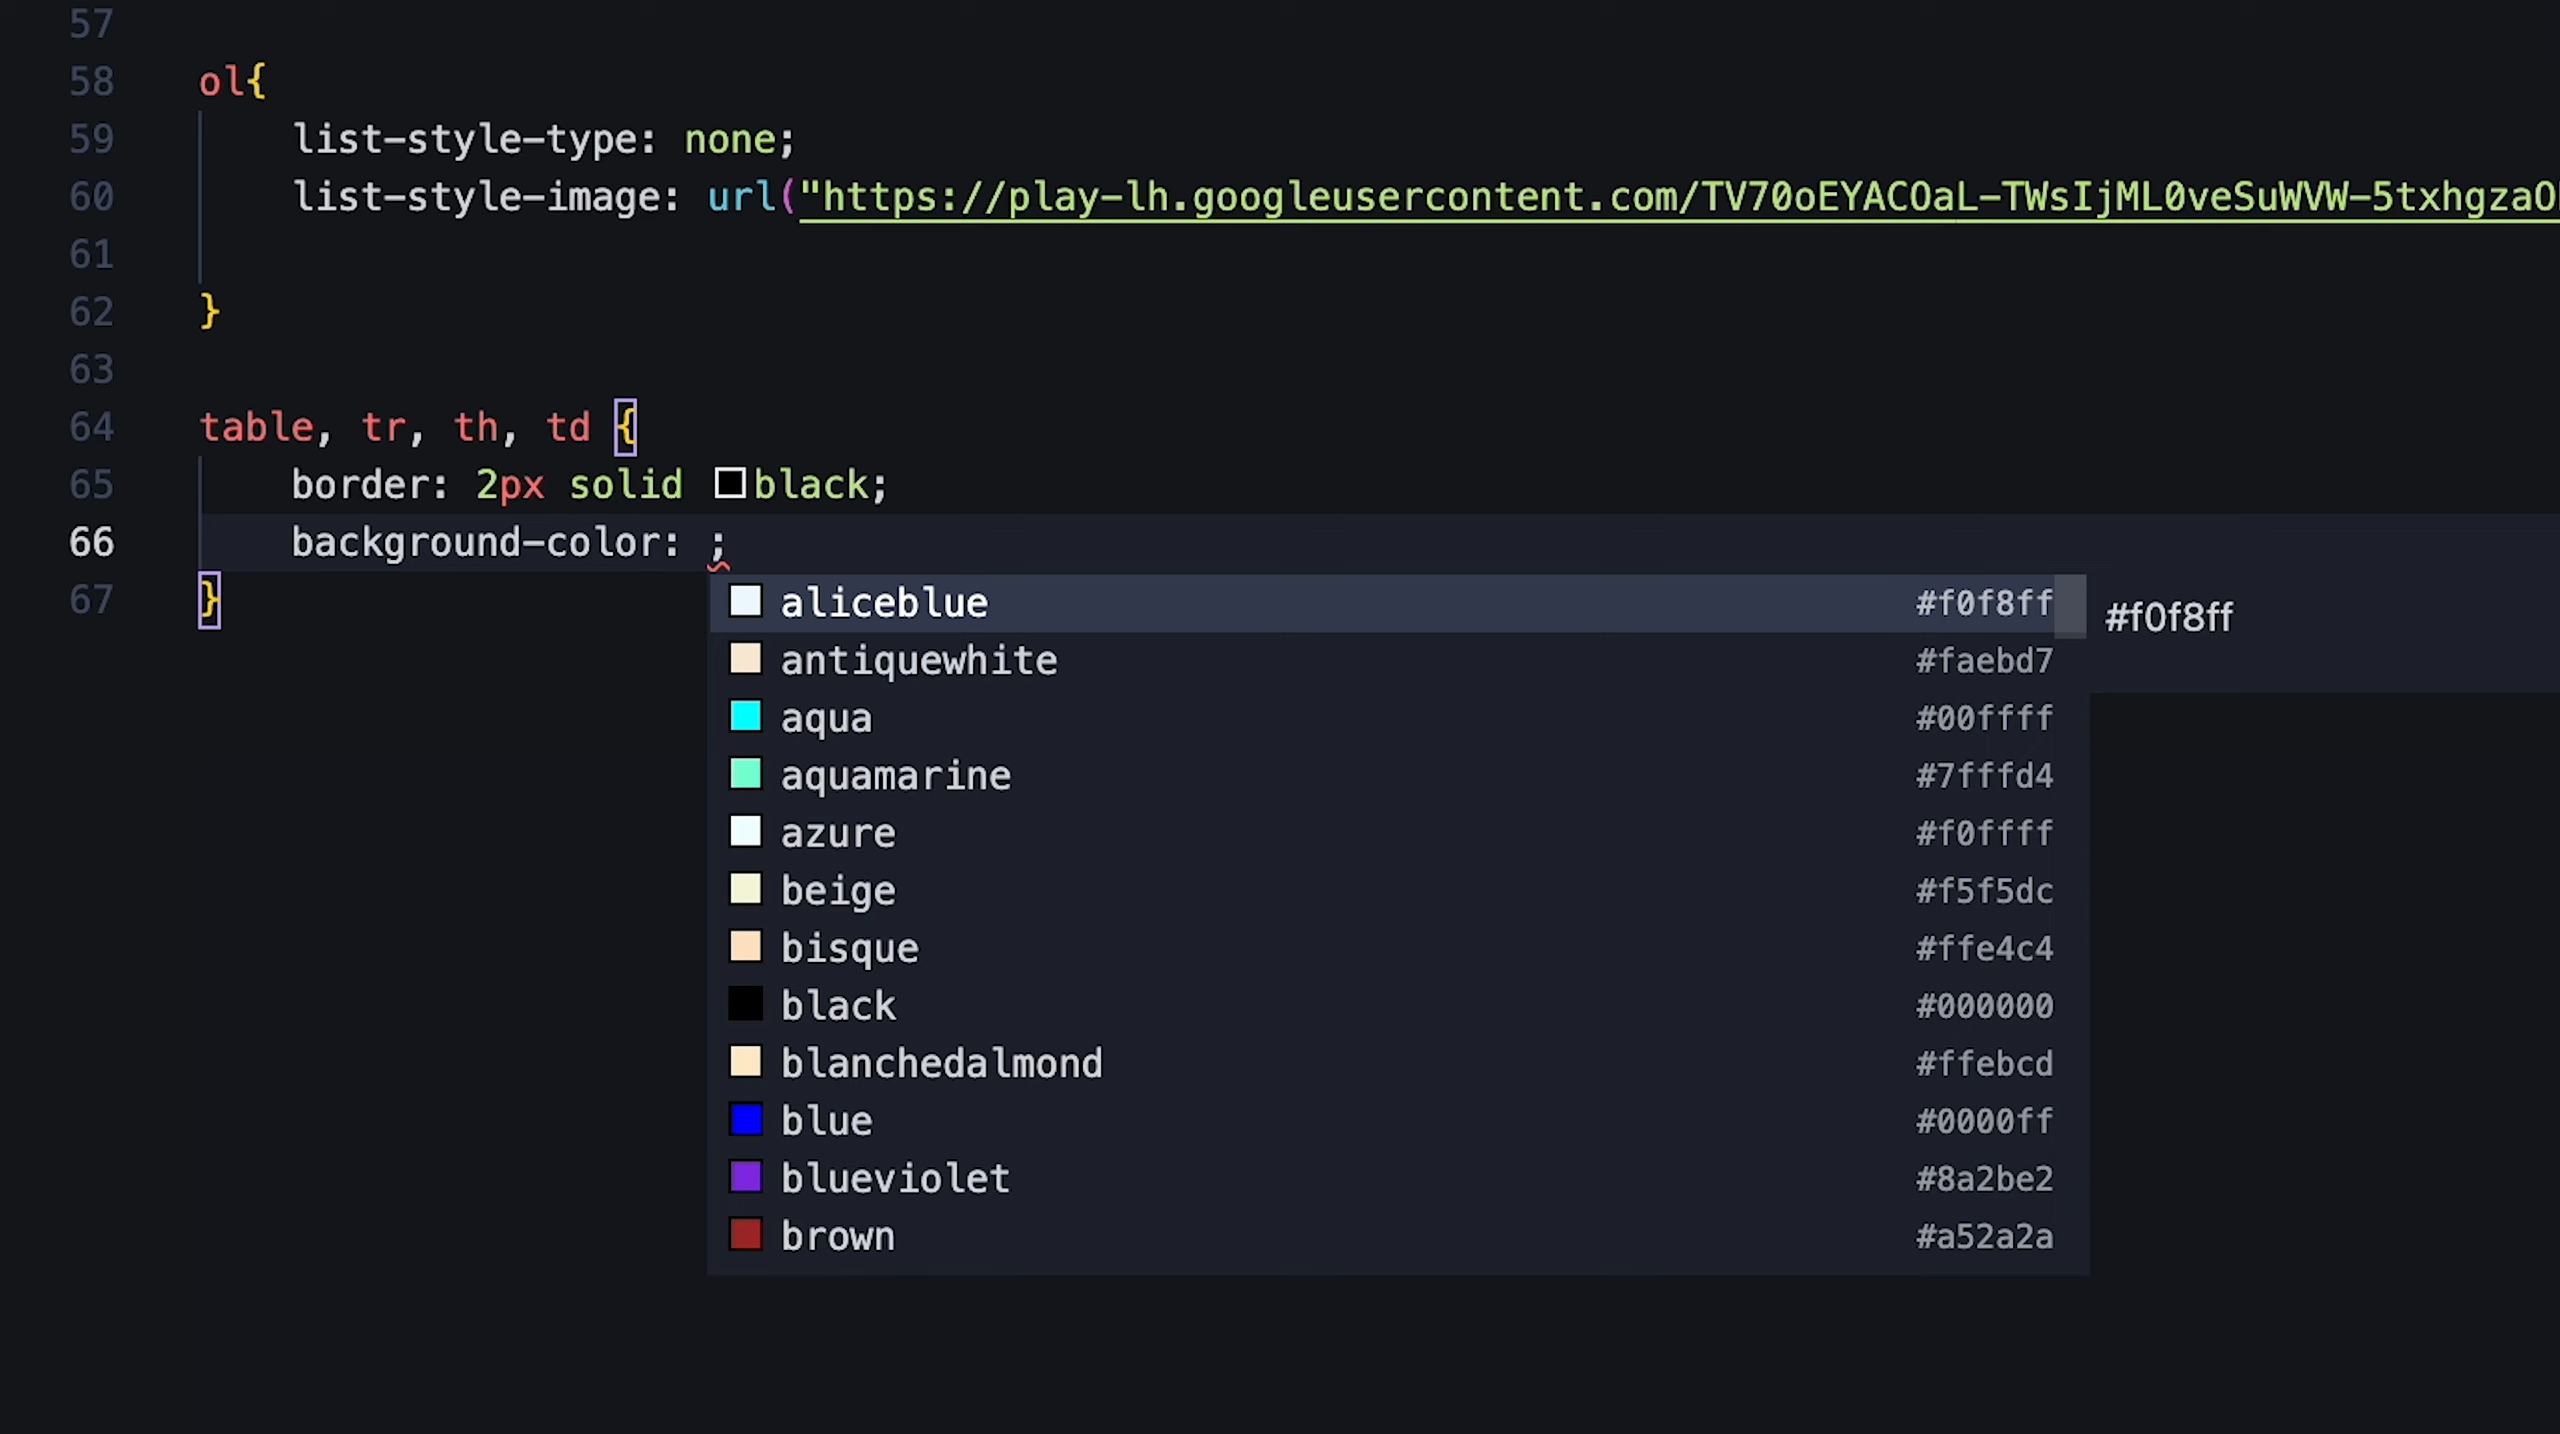 57
58 ol{
59 list-style-type: none;
60 list-style-image: url("https://play-lh.googleusercontent.com/TV70oEYACOaL-TWsIjML0veSuWVW-5txhgzaO
61
62 }
63
64 table, tr, th, td {
65 border: 2px solid black;
66 background-color: ;
67 }
aliceblue #f0f8ff #f0f8ff
antiquewhite #faebd7
aqua #00ffff
aquamarine #7fffd4
azure #f0ffff
beige #f5f5dc
bisque #ffe4c4
black #000000
blanchedalmond #ffebcd
blue #0000ff
blueviolet #8a2be2
brown #a52a2a